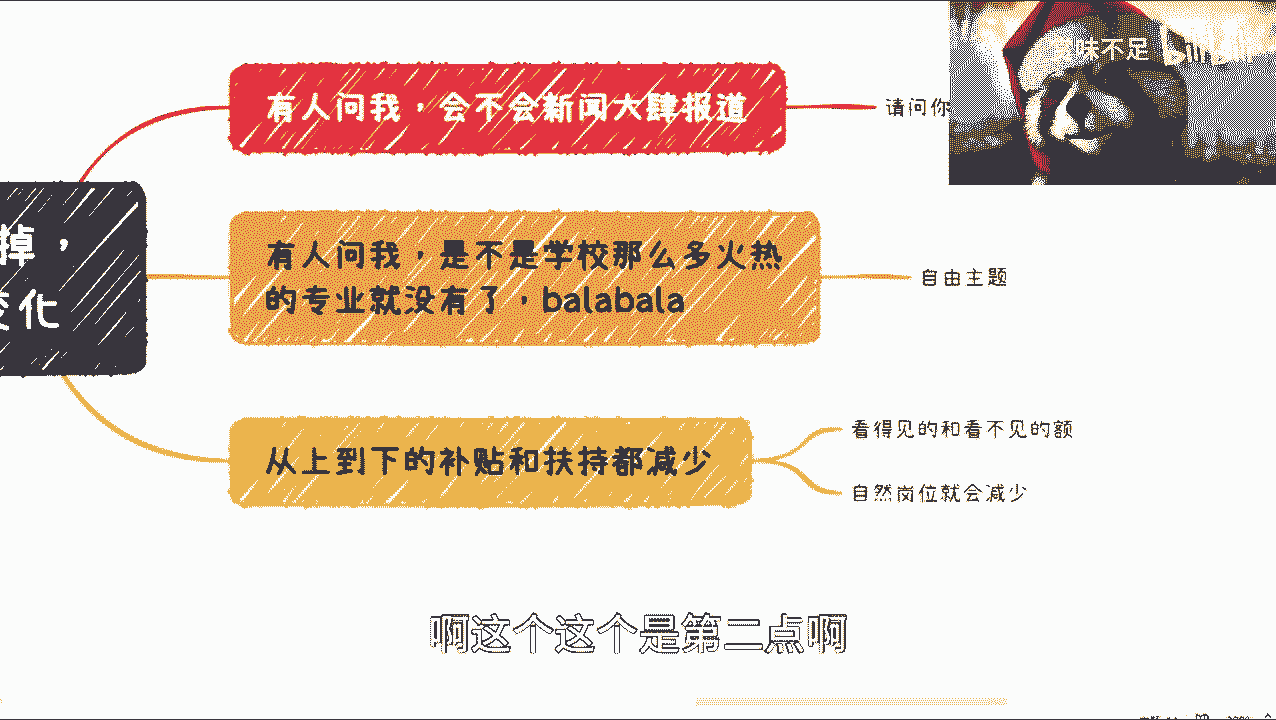 有人问我,会不会新闻大肆报道
请问你
味不足
bilibili
掉,
变化
有人问我,是不是学校那么多火热
的专业就没有了,balabala
自由主题
从上到下的补贴和扶持都减少
看得见的和看不见的额
自然岗位就会减少
啊这个这个是第二点啊